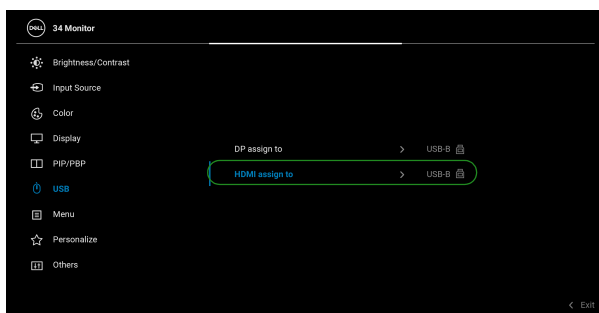 DELL 34 Monitor
Brightness/Contrast
Input Source
Color
Display
DP assign to > USB-B
PIP/PBP
HDMI assign to > USB-B
USB
Menu
Personalize
Others
< Exit